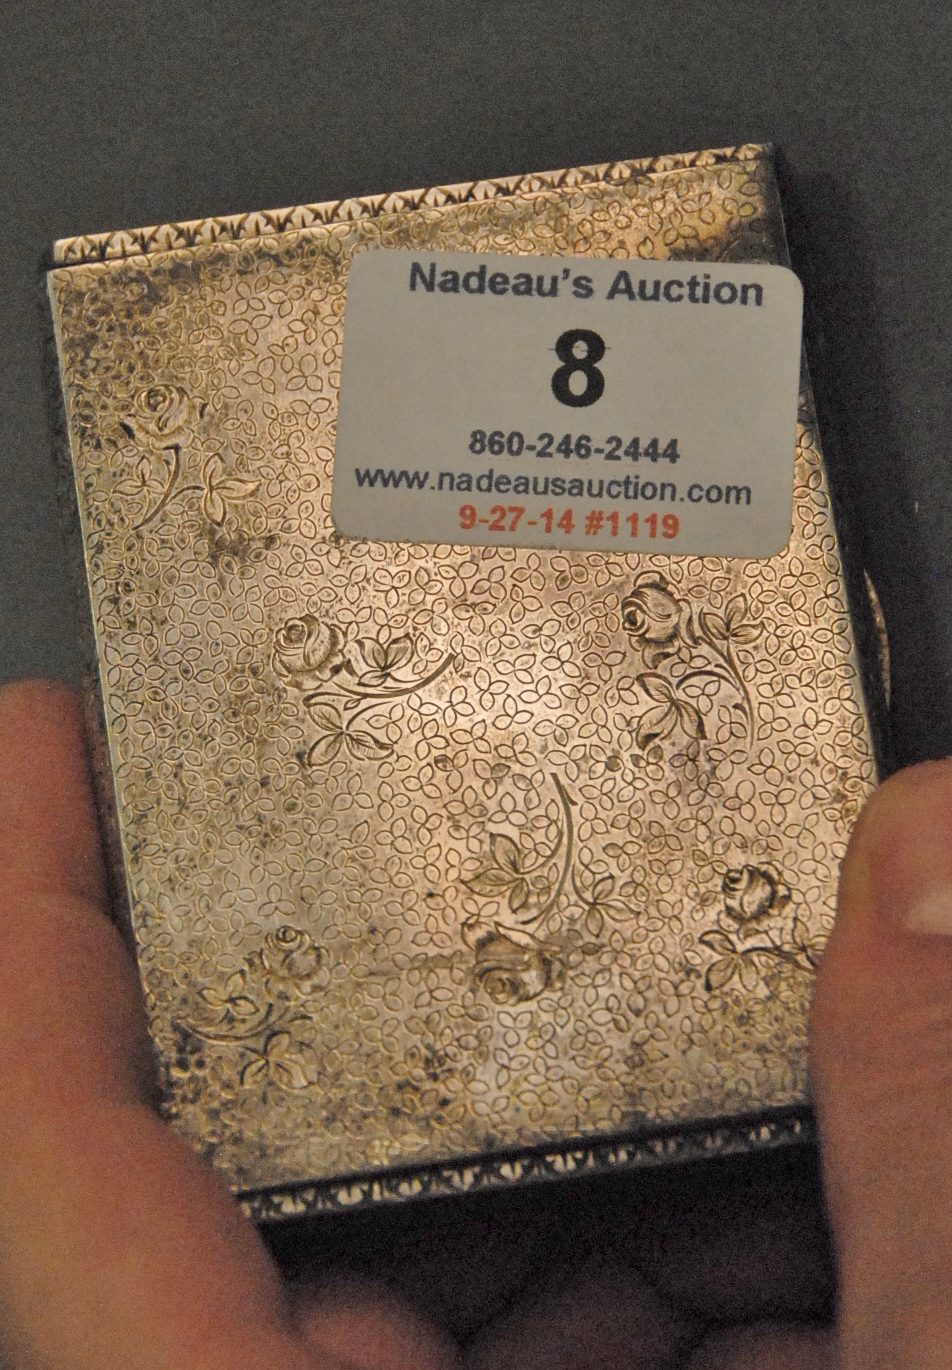 Nadeau's Auction
8
860-246-2444
www.nadeausauction.com
9-27-14 #1119